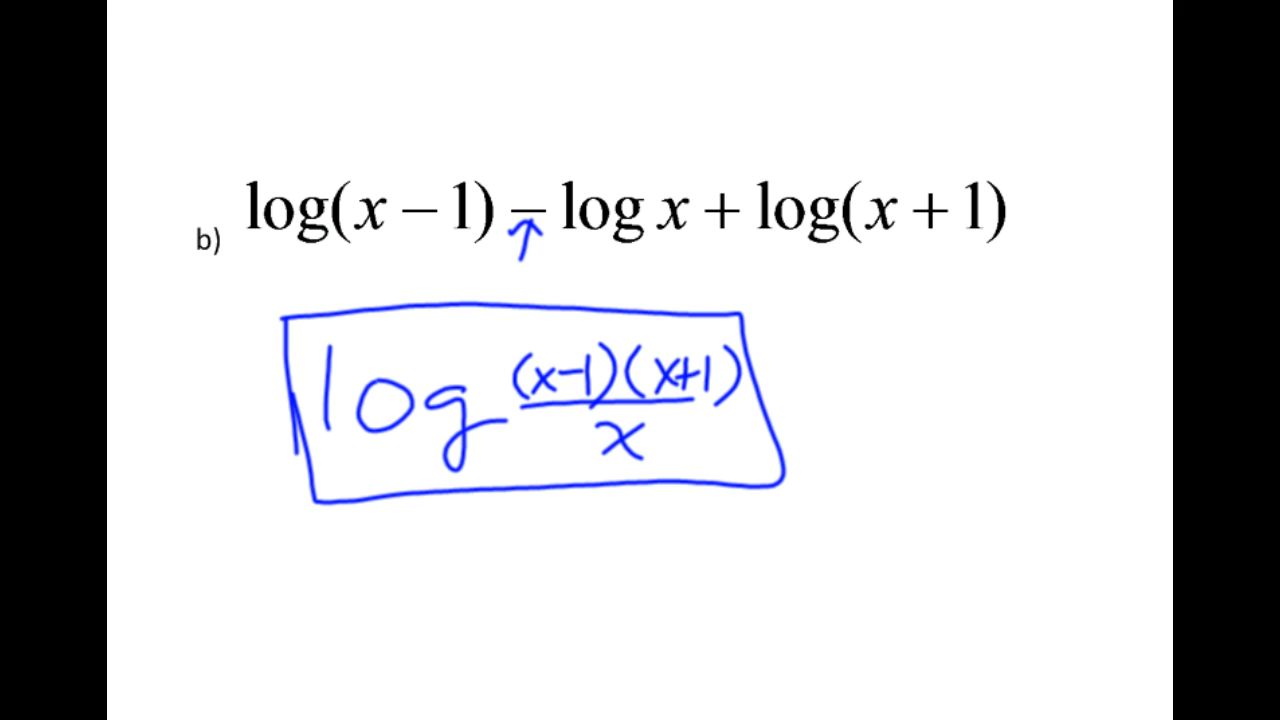 b) log(x − 1) − log x + log(x + 1)
↑
log (x-1)(x+1)
x